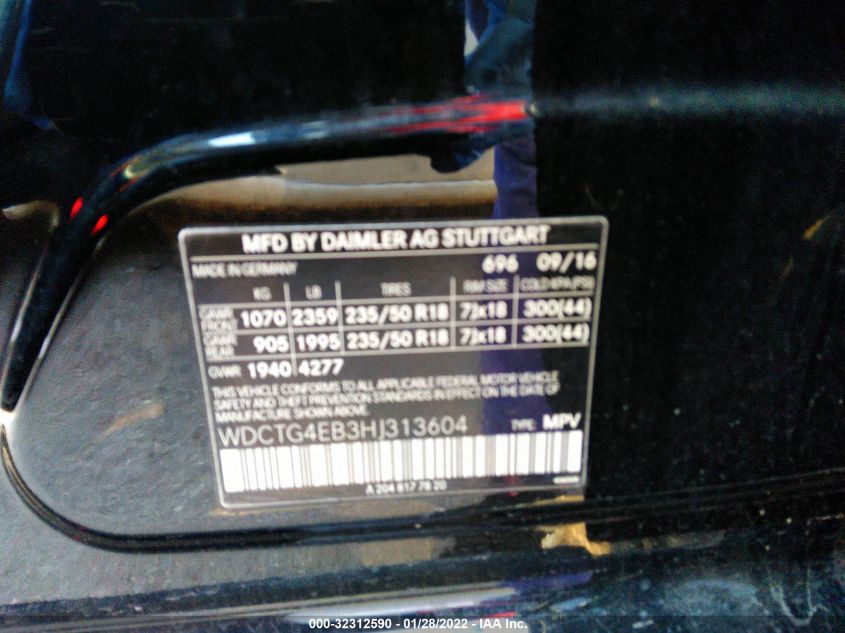 MFD BY DAIMLER AG STUTTGART
MADE IN GERMANY 696 09/16
KG LB TIRES RIM SIZE COLD KPA (PSI)
GAWR FRONT 1070 2359 235/50 R18 7Jx18 300(44)
GAWR REAR 905 1995 235/50 R18 7Jx18 300(44)
GVWR 1940 4277
THIS VEHICLE CONFORMS TO ALL APPLICABLE FEDERAL MOTOR VEHICLE
SAFETY AND THEFT PREVENTION STANDARDS IN EFFECT ON THE DATE OF
MANUFACTURE SHOWN ABOVE.
WDCTG4EB3HJ313604 TYPE: MPV
A 204 817 78 20
000-32312590 - 01/28/2022 - IAA Inc.